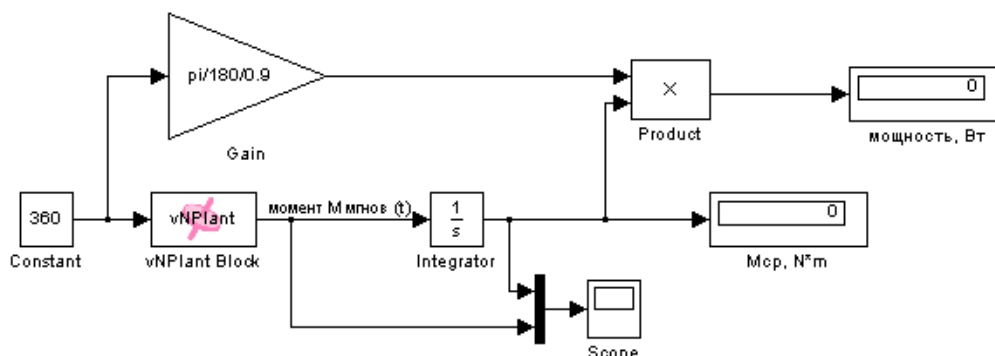 pi/180/0.9
Gain
×
Product
0
мощность, Вт
360
Constant
vNPlant
vNPlant Block
момент М мгнов (t)
1
s
Integrator
0
Мср, N*m
Scope